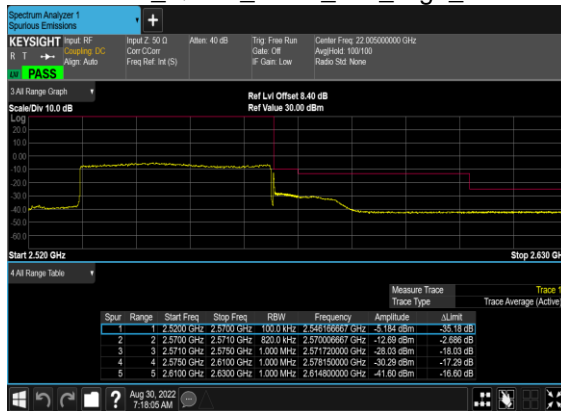 Spectrum Analyzer 1
Spurious Emissions
+
KEYSIGHT Input: RF Input Z: 50 Ω Atten: 40 dB Trig: Free Run Center Freq: 22.005000000 GHz
R T Coupling: DC Corr CCorr Gate: Off Avg|Hold: 100/100
Align: Auto Freq Ref: Int (S) IF Gain: Low Radio Std: None
PASS
3 All Range Graph
Ref Lvl Offset 8.40 dB
Scale/Div 10.0 dB Ref Value 30.00 dBm
Log
20.0
10.0
0.00
-10.0
-20.0
-30.0
-40.0
-50.0
-60.0
Start 2.520 GHz Stop 2.630 GH
4 All Range Table
Measure Trace Trace 1
Trace Type Trace Average (Active)
Spur Range Start Freq Stop Freq RBW Frequency Amplitude ΔLimit
1 1 2.5200 GHz 2.5700 GHz 100.0 kHz 2.546166667 GHz -5.184 dBm -35.18 dB
2 2 2.5700 GHz 2.5710 GHz 820.0 kHz 2.570006667 GHz -12.69 dBm -2.686 dB
3 3 2.5710 GHz 2.5750 GHz 1.000 MHz 2.571720000 GHz -28.03 dBm -18.03 dB
4 4 2.5750 GHz 2.6100 GHz 1.000 MHz 2.578150000 GHz -30.29 dBm -17.29 dB
5 5 2.6100 GHz 2.6300 GHz 1.000 MHz 2.614800000 GHz -41.60 dBm -16.60 dB
? Aug 30, 2022
7:18:05 AM